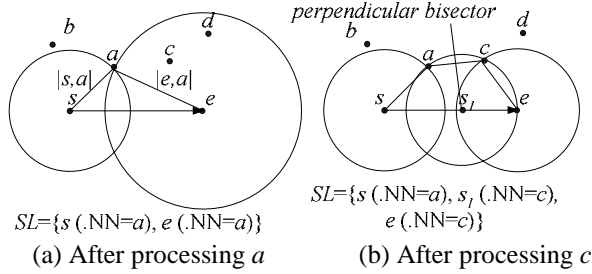 perpendicular bisector
b
a
c
d
|s,a|
|e,a|
s
e
SL={s (.NN=a), e (.NN=a)}
(a) After processing a
b
a
c
d
s
s₁
e
SL={s (.NN=a), s₁ (.NN=c),
e (.NN=c)}
(b) After processing c